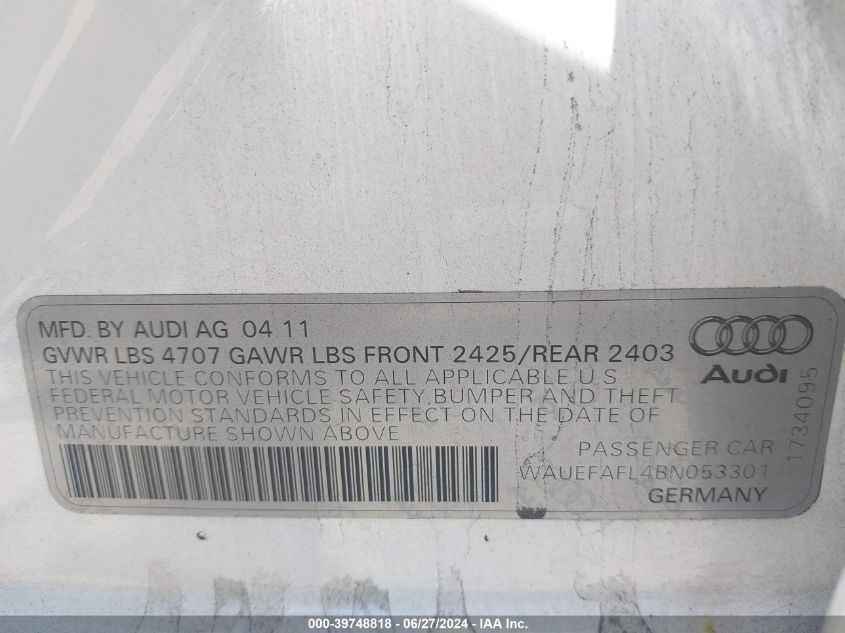 MFD. BY AUDI AG 04 11
GVWR LBS 4707 GAWR LBS FRONT 2425/REAR 2403
THIS VEHICLE CONFORMS TO ALL APPLICABLE U S
FEDERAL MOTOR VEHICLE SAFETY,BUMPER AND THEFT
PREVENTION STANDARDS IN EFFECT ON THE DATE OF
MANUFACTURE SHOWN ABOVE
Audi
PASSENGER CAR
WAUEFAFL4BN053301
GERMANY
1734095
000-39748818 - 06/27/2024 - IAA Inc.